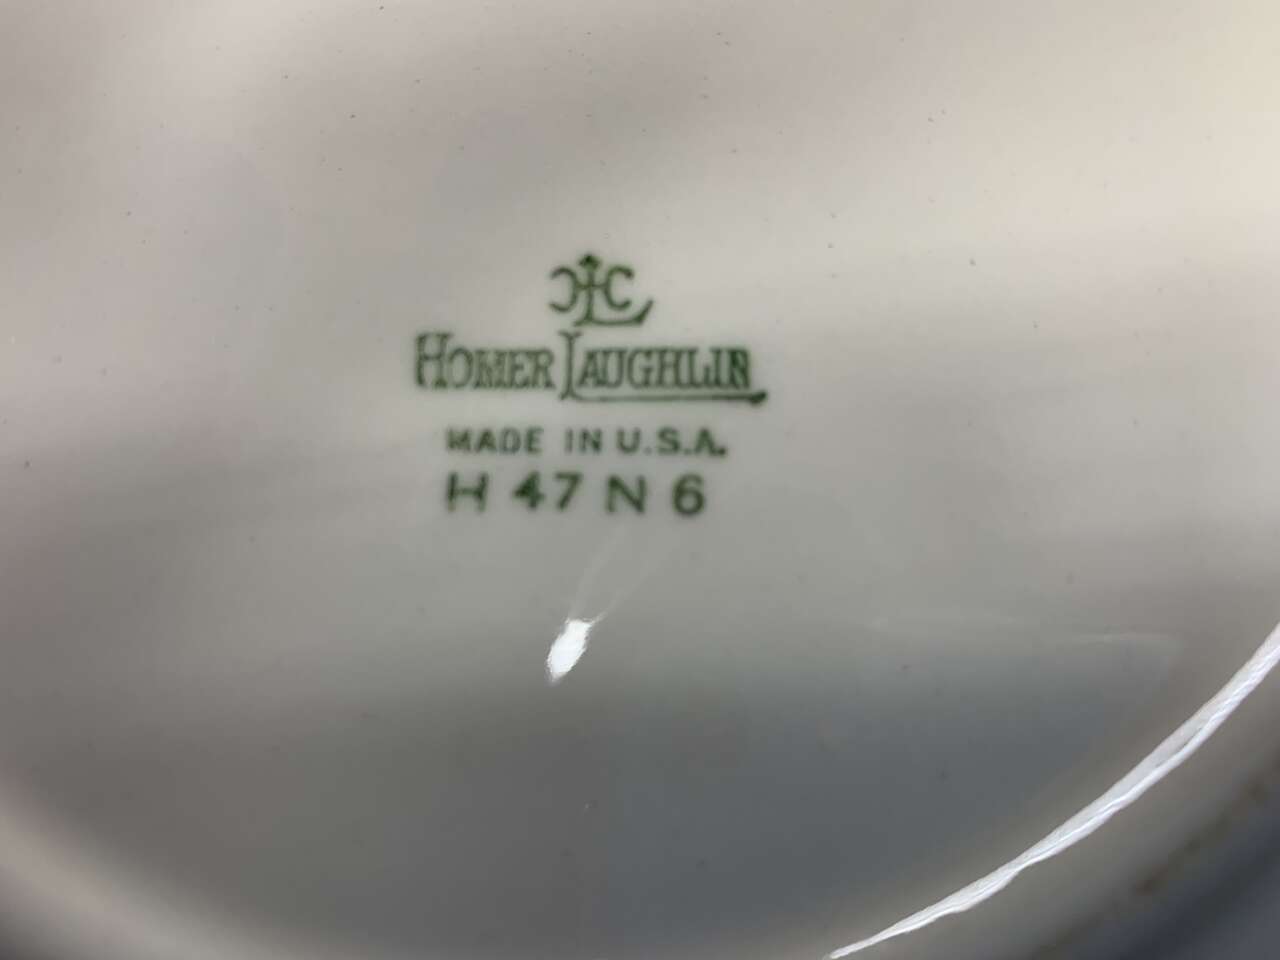 HLC
HOMER LAUGHLIN
MADE IN U.S.A.
H 47 N 6